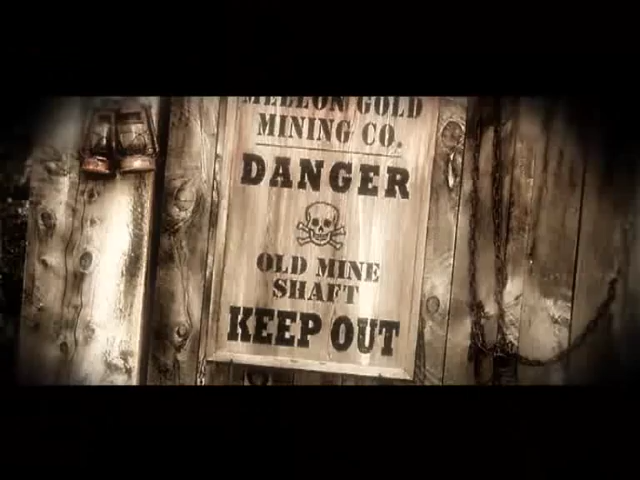 MELLON GOLD
MINING CO.
DANGER
OLD MINE
SHAFT
KEEP OUT